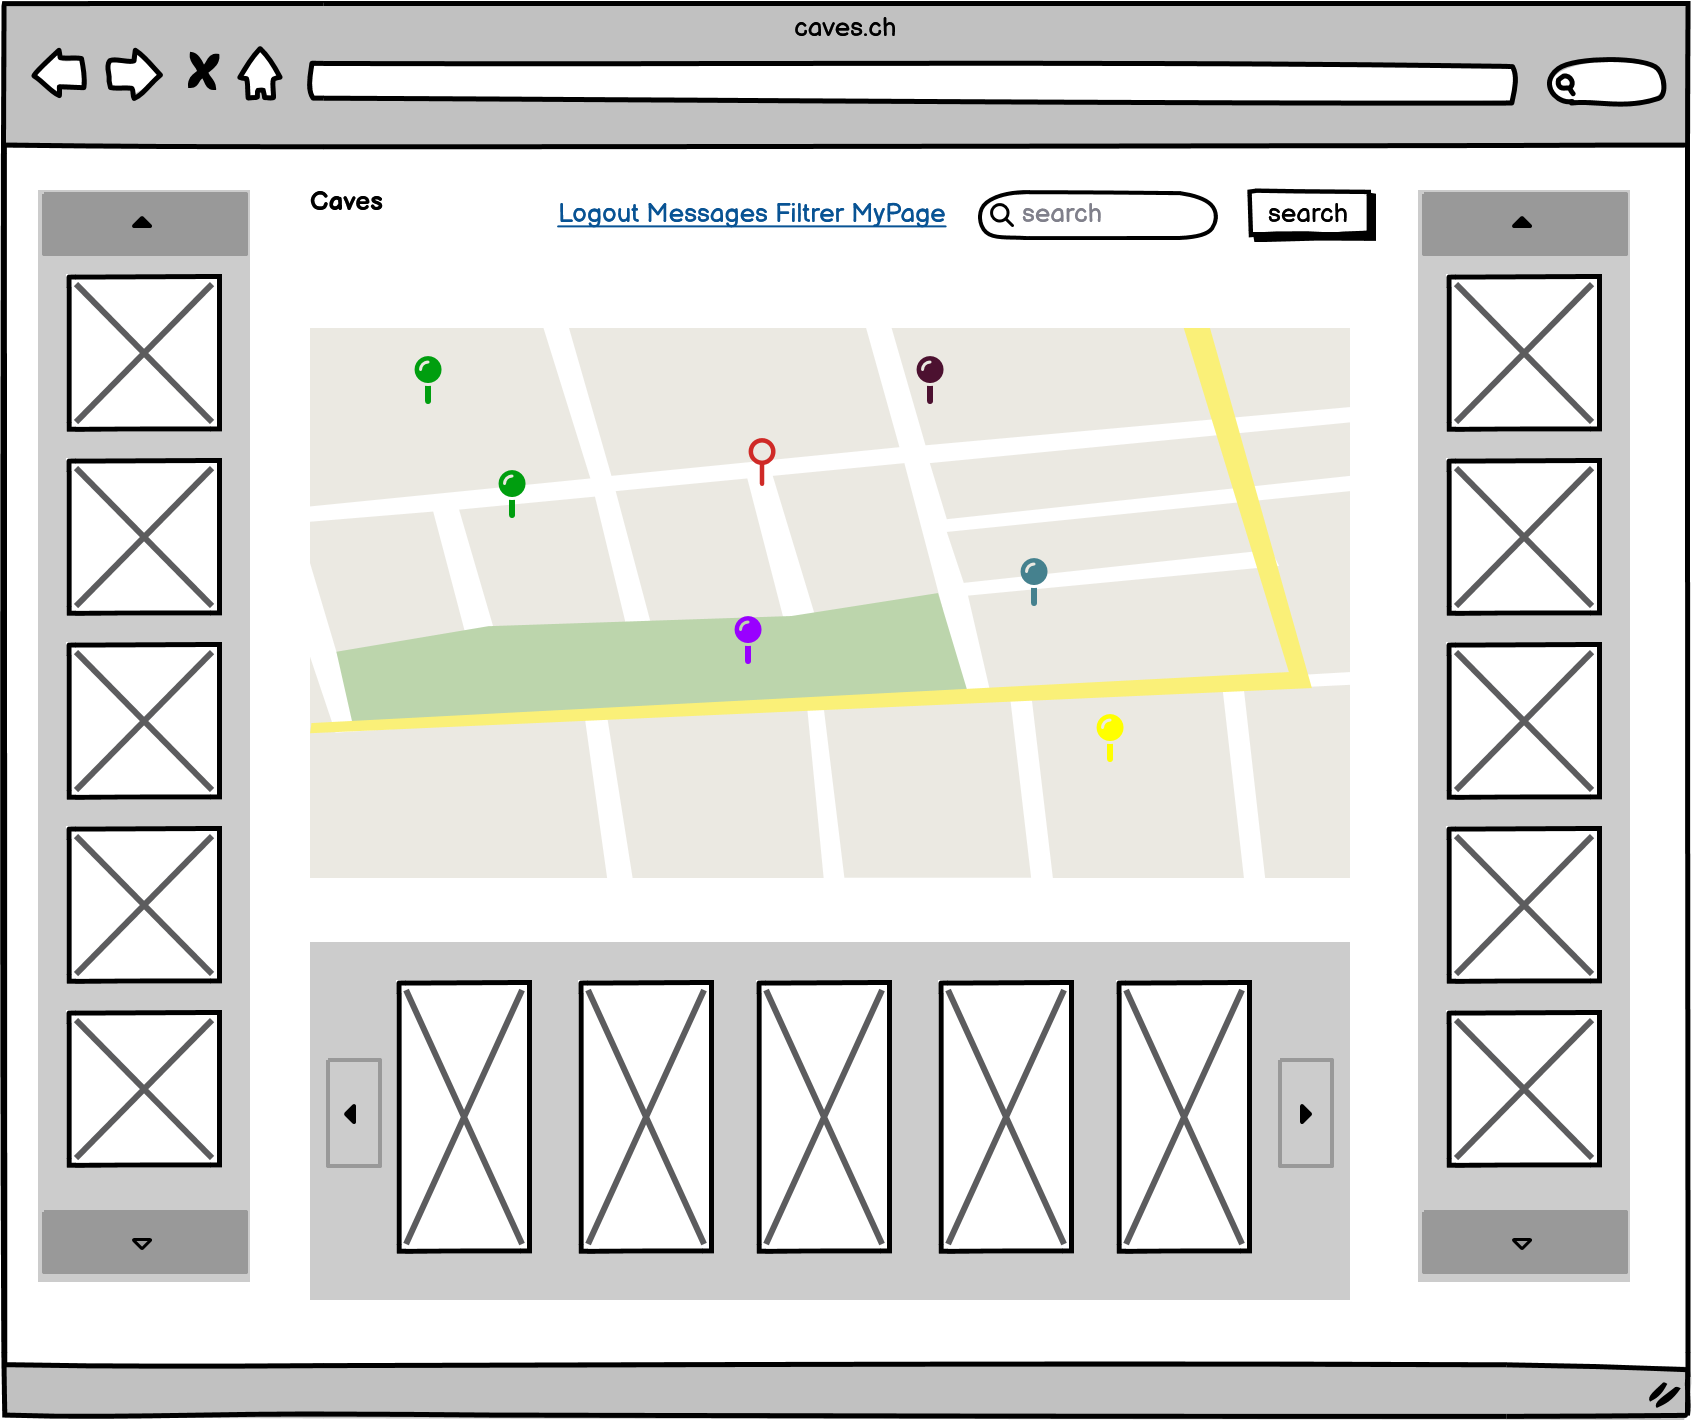 caves.ch
Caves
Logout Messages Filtrer MyPage
search
search